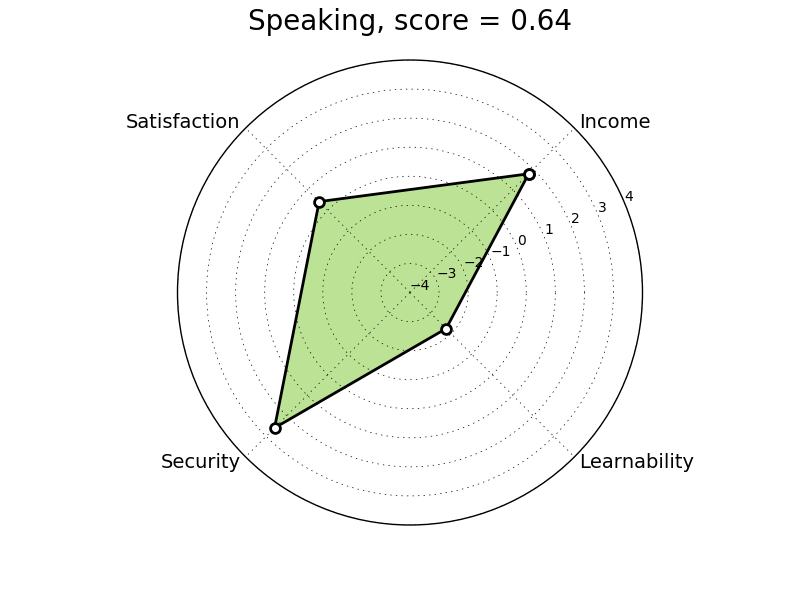 Speaking, score = 0.64
Satisfaction
Income
4
3
2
1
0
−1
−2
−3
−4
Security
Learnability